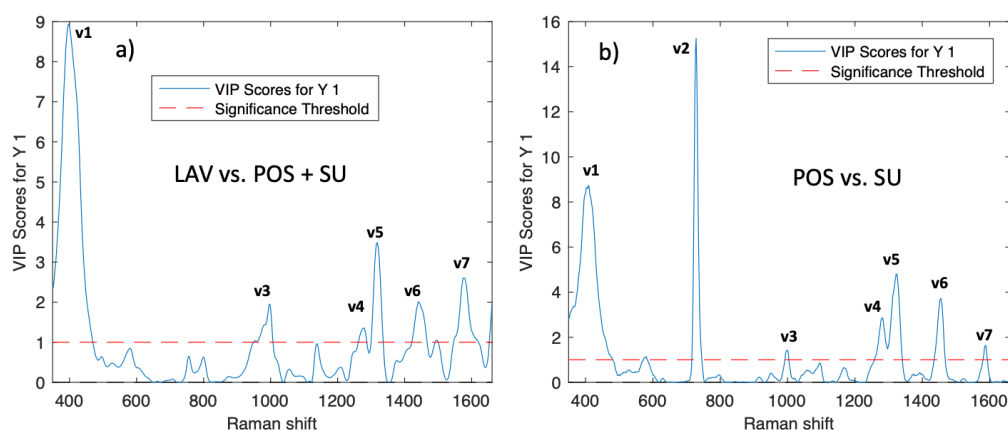 a)
VIP Scores for Y 1
Significance Threshold
LAV vs. POS + SU
v1
v3
v4
v5
v6
v7
VIP Scores for Y 1
9
8
7
6
5
4
3
2
1
0
400 600 800 1000 1200 1400 1600
Raman shift
b)
VIP Scores for Y 1
Significance Threshold
POS vs. SU
v1
v2
v3
v4
v5
v6
v7
VIP Scores for Y 1
16
14
12
10
8
6
4
2
0
400 600 800 1000 1200 1400 1600
Raman shift